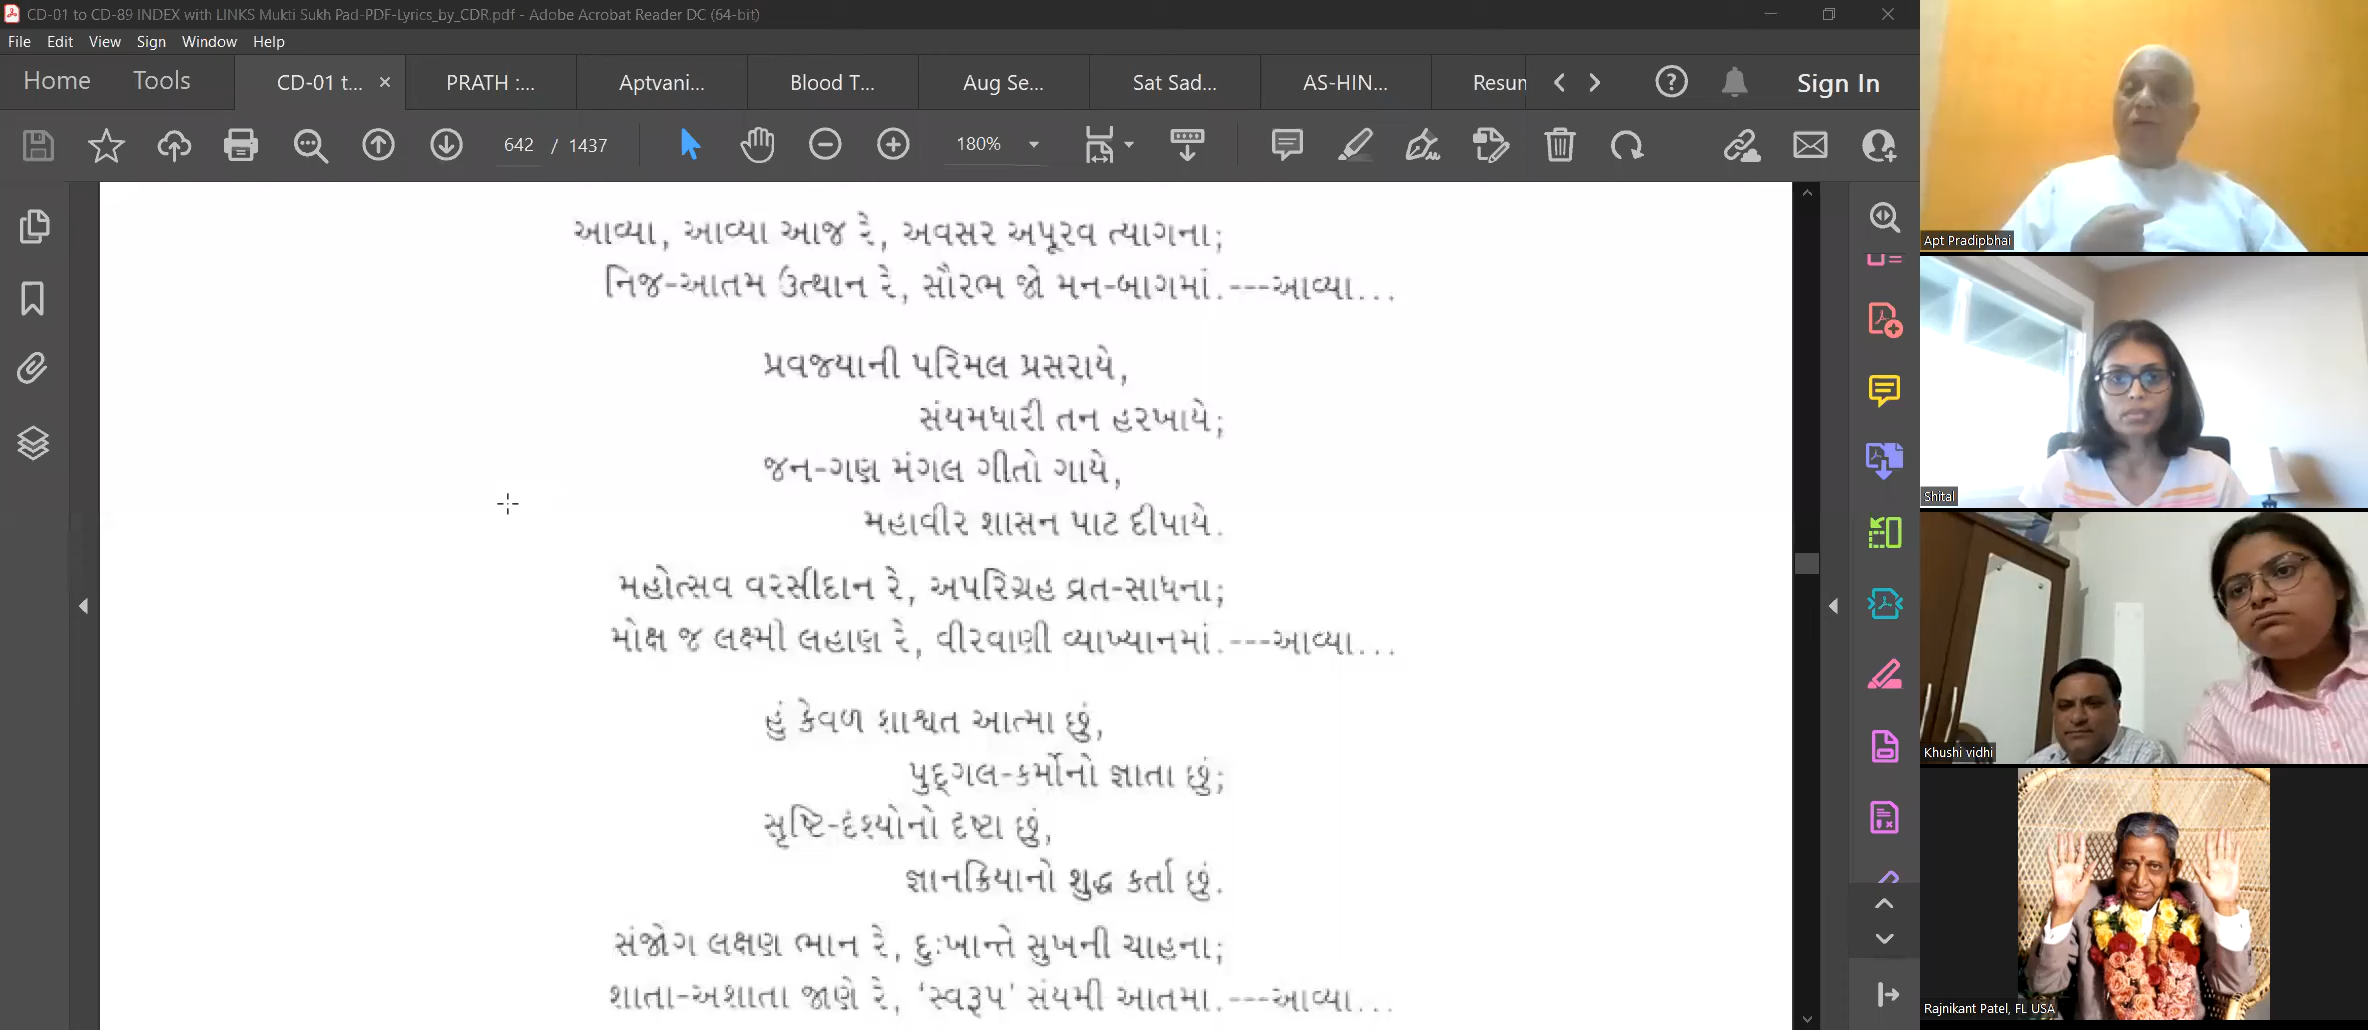 CD-01 to CD-89 INDEX with LINKS Mukti Sukh Pad-PDF-Lyrics_by_CDR.pdf - Adobe Acrobat Reader DC (64-bit)
File Edit View Sign Window Help
Home Tools CD-01 t... × PRATH :... Aptvani... Blood T... Aug Se... Sat Sad... AS-HIN... Resun Sign In
642 / 1437 180%
આવ્યા, આવ્યા આજ રે, અવસર અપૂરવ ત્યાગના;
નિજ-આતમ ઉત્થાન રે, સૌરભ જો મન-બાગમાં.---આવ્યા...
પ્રવજયાની પરિમલ પ્રસરાયે,
સંયમધારી તન હરખાયે;
જન-ગણ મંગલ ગીતો ગાયે,
મહાવીર શાસન પાટ દીપાયે.
મહોત્સવ વરસીદાન રે, અપરિગ્રહ વ્રત-સાધના;
મોક્ષ જ લક્ષ્મી લહાણ રે, વીરવાણી વ્યાખ્યાનમાં.---આવ્યા...
હું કેવળ શાશ્વત આત્મા છું,
પુદ્ગલ-કર્મોનો જ્ઞાતા છું;
સૃષ્ટિ-દૃશ્યોનો દૃષ્ટા છું,
જ્ઞાનક્રિયાનો શુદ્ધ કર્તા છું.
સંજોગ લક્ષણ ભાન રે, દુઃખાન્તે સુખની ચાહના;
શાતા-અશાતા જાણે રે, ‘સ્વરૂપ’ સંયમી આતમા.---આવ્યા...
Apt Pradipbhai
Shital
Khushi vidhi
Rajnikant Patel, FL USA